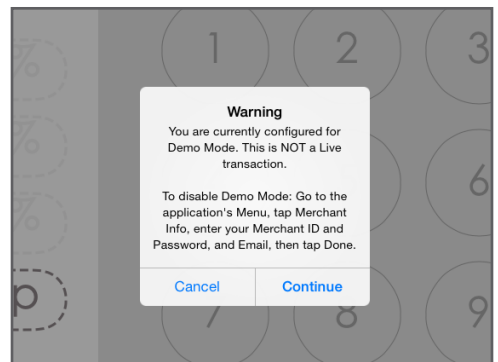 1 2 3
%
Warning
You are currently
configured for
Demo Mode. This is NOT a Live
transaction.
%
To disable Demo Mode: Go to the
application's Menu, tap Merchant
Info, enter your Merchant ID and
Password, and Email, then tap Done.
6
%
Cancel Continue
p
7 8 9